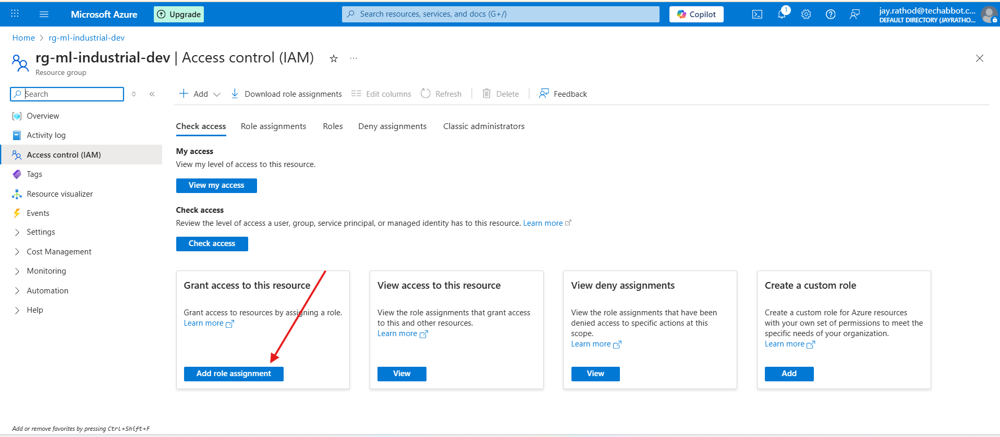 Microsoft Azure
Upgrade
Search resources, services, and docs (G+/)
Copilot
1
jay.rathod@techabbot.c...
DEFAULT DIRECTORY (JAYRATHO...
Home > rg-ml-industrial-dev
rg-ml-industrial-dev | Access control (IAM)
Resource group
Search
Add
Download role assignments
Edit columns
Refresh
Delete
Feedback
Overview
Activity log
Access control (IAM)
Tags
Resource visualizer
Events
Settings
Cost Management
Monitoring
Automation
Help
Check access
Role assignments
Roles
Deny assignments
Classic administrators
My access
View my level of access to this resource.
View my access
Check access
Review the level of access a user, group, service principal, or managed identity has to this resource. Learn more
Check access
Grant access to this resource
Grant access to resources by assigning a role.
Learn more
Add role assignment
View access to this resource
View the role assignments that grant access
to this and other resources.
Learn more
View
View deny assignments
View the role assignments that have been
denied access to specific actions at this
scope.
Learn more
View
Create a custom role
Create a custom role for Azure resources
with your own set of permissions to meet the
specific needs of your organization.
Learn more
Add
Add or remove favorites by pressing Ctrl+Shift+F